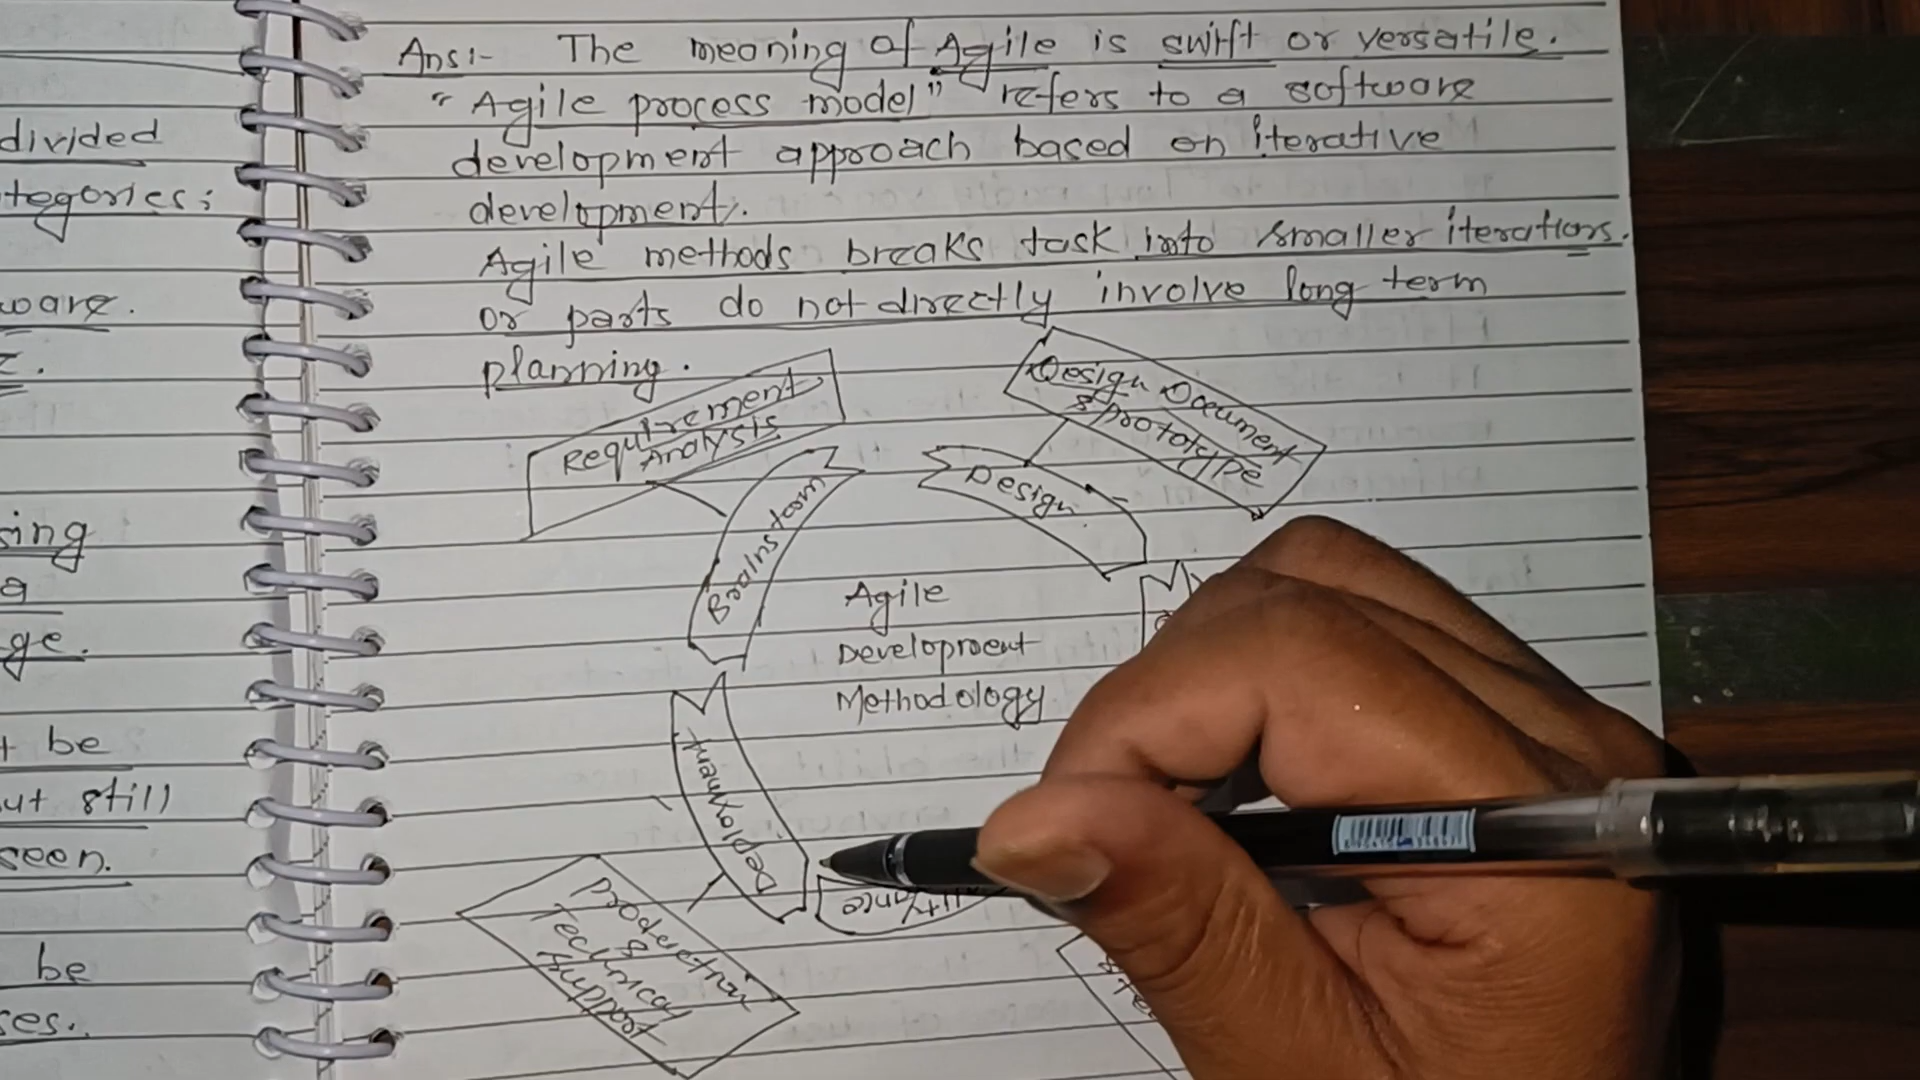 divided
tegories:
ware.
sing
a
ge.
t be
ut still
seen.
be
ses.
Ans:- The meaning of Agile is swift or versatile.
"Agile process model" refers to a software
development approach based on iterative
development.
Agile methods breaks task into smaller iterations.
or parts do not directly involve long term
planning.
Requirement
Analysis
Design Document
& prototype
Brainstorm
Design
Agile
Development
Methodology
Deployment
Production
&
Technical
support